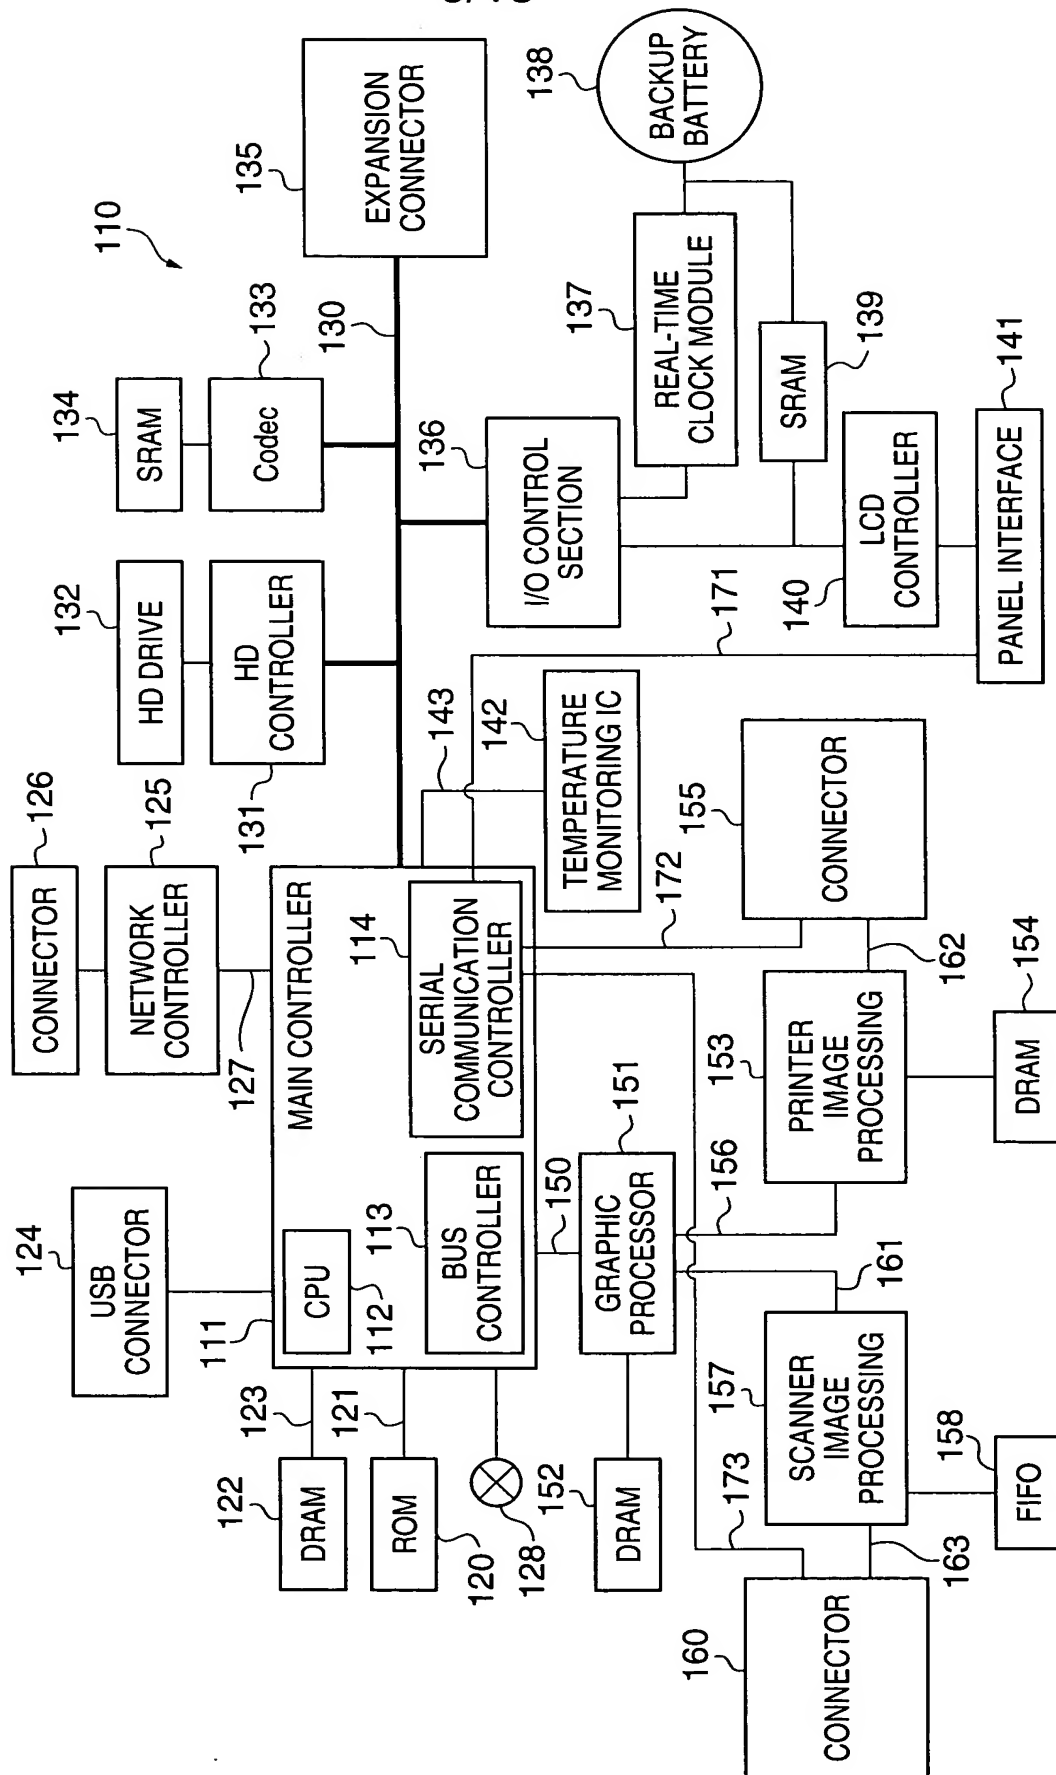 126
CONNECTOR
124
USB
CONNECTOR
125
NETWORK
CONTROLLER
132
HD DRIVE
134
SRAM
110
135
EXPANSION
CONNECTOR
111
127
131
HD
CONTROLLER
133
Codec
130
122
DRAM
123
MAIN CONTROLLER
CPU
112
121
ROM
120
113
BUS
CONTROLLER
114
SERIAL
COMMUNICATION
CONTROLLER
143
136
I/O CONTROL
SECTION
138
BACKUP
BATTERY
128
142
TEMPERATURE
MONITORING IC
137
REAL-TIME
CLOCK MODULE
152
DRAM
150
151
GRAPHIC
PROCESSOR
172
171
SRAM
139
160
CONNECTOR
173
157
SCANNER
IMAGE
PROCESSING
161
156
153
PRINTER
IMAGE
PROCESSING
155
CONNECTOR
140
LCD
CONTROLLER
163
158
FIFO
162
154
DRAM
PANEL INTERFACE
141